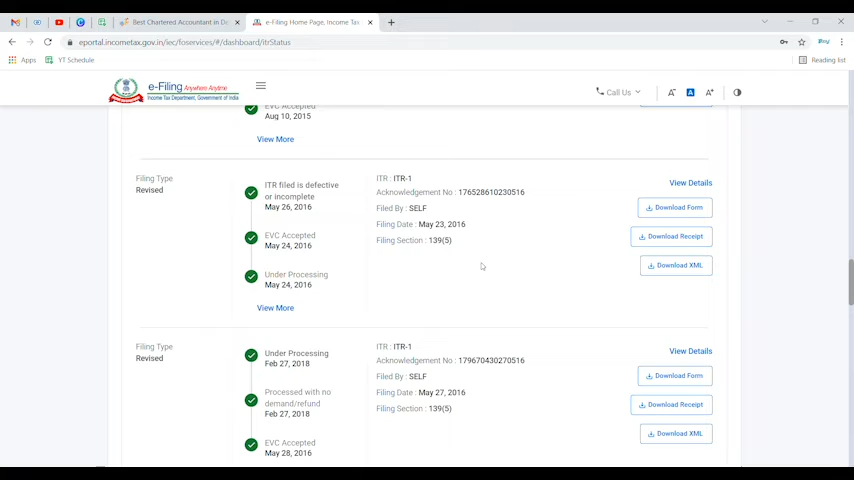 Best Chartered Accountant in De
e-Filing Home Page, Income Tax
eportal.incometax.gov.in/iec/foservices/#/dashboard/itrStatus
Apps
YT Schedule
Reading list
e-Filing Anywhere Anytime
Income Tax Department, Government of India
Call Us
A-
A
A+
EVC Accepted
Aug 10, 2015
View More
Filing Type
Revised
ITR filed is defective
or incomplete
May 26, 2016
EVC Accepted
May 24, 2016
Under Processing
May 24, 2016
View More
ITR : ITR-1
Acknowledgement No : 176528610230516
Filed By : SELF
Filing Date : May 23, 2016
Filing Section : 139(5)
View Details
Download Form
Download Receipt
Download XML
Filing Type
Revised
Under Processing
Feb 27, 2018
Processed with no
demand/refund
Feb 27, 2018
EVC Accepted
May 28, 2016
ITR : ITR-1
Acknowledgement No : 179670430270516
Filed By : SELF
Filing Date : May 27, 2016
Filing Section : 139(5)
View Details
Download Form
Download Receipt
Download XML